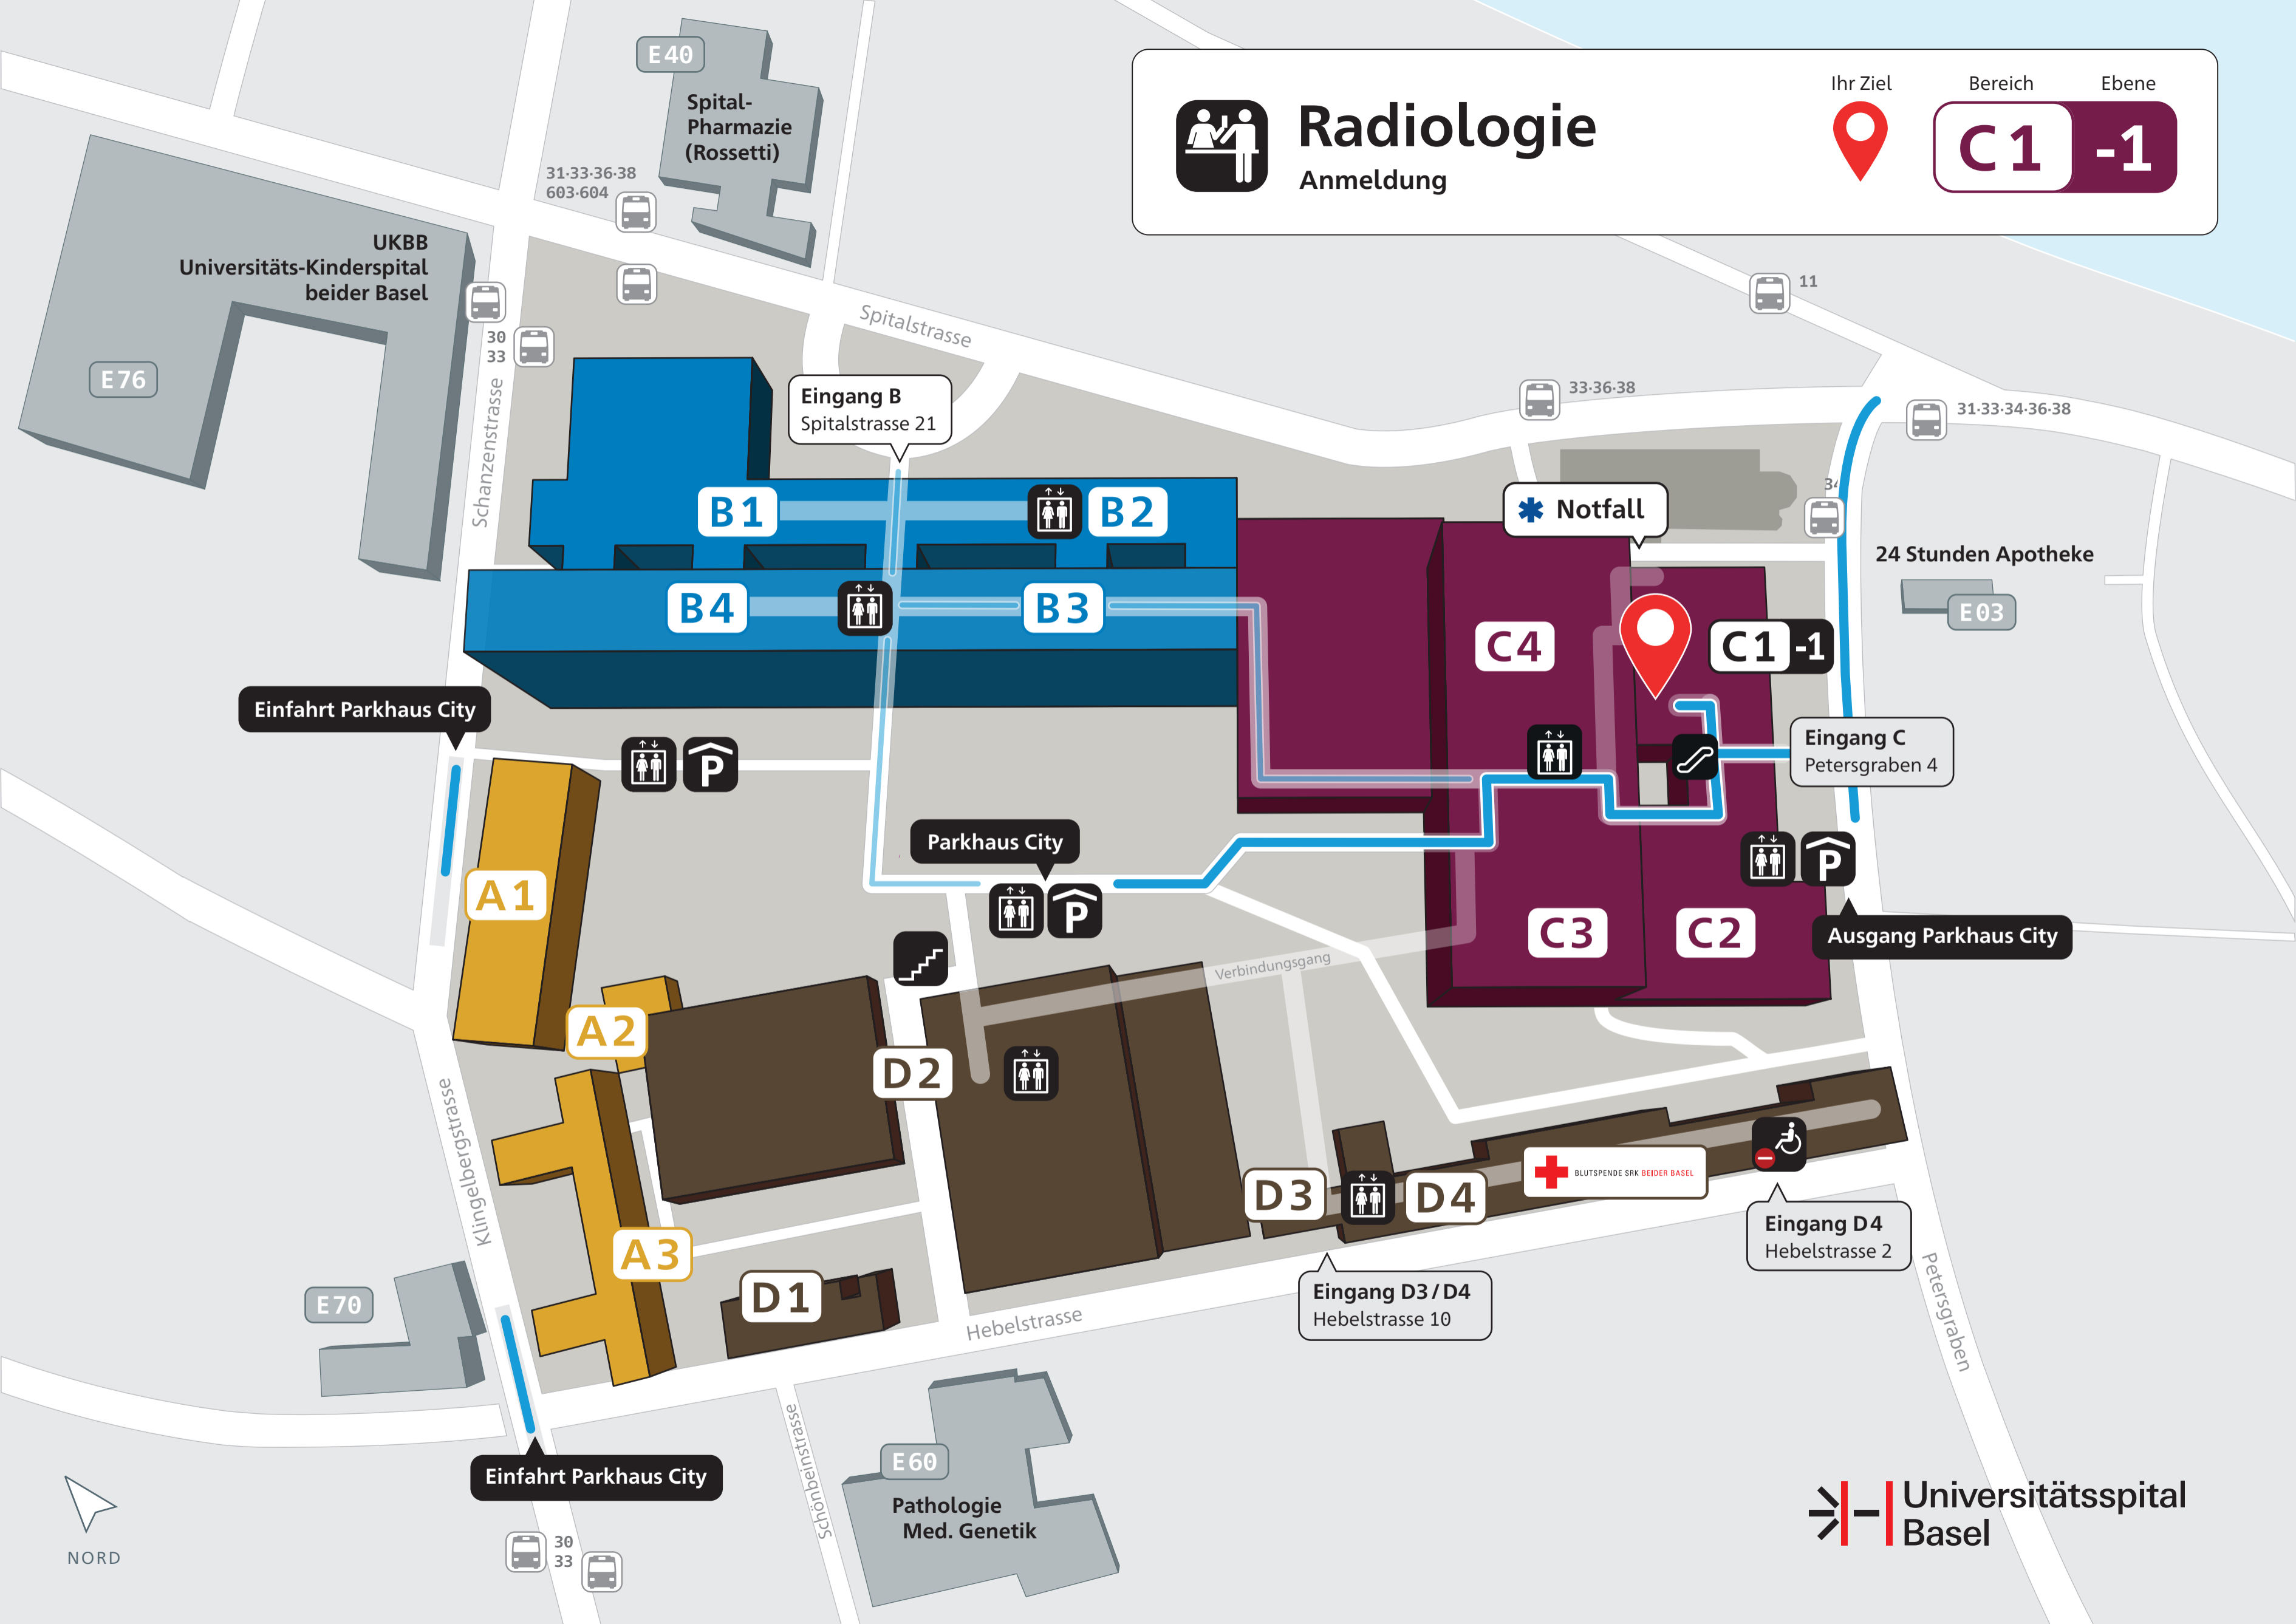 E40
Spital-
Pharmazie
(Rossetti)
31·33·36·38
603·604
Radiologie
Anmeldung
Ihr Ziel
Bereich
Ebene
C1
-1
UKBB
Universitäts-Kinderspital
beider Basel
E76
30
33
Schanzenstrasse
Spitalstrasse
11
33·36·38
31·33·34·36·38
Eingang B
Spitalstrasse 21
B1
B2
B4
B3
Notfall
34
24 Stunden Apotheke
E03
C4
C1
-1
Einfahrt Parkhaus City
P
Eingang C
Petersgraben 4
Parkhaus City
P
P
A1
C3
C2
Ausgang Parkhaus City
Verbindungsgang
A2
D2
Klingelbergstrasse
A3
D1
D3
D4
BLUTSPENDE SRK BEIDER BASEL
Eingang D4
Hebelstrasse 2
Eingang D3/D4
Hebelstrasse 10
Hebelstrasse
Petersgraben
E70
Einfahrt Parkhaus City
Schönbeinstrasse
E60
Pathologie
Med. Genetik
30
33
NORD
Universitätsspital
Basel